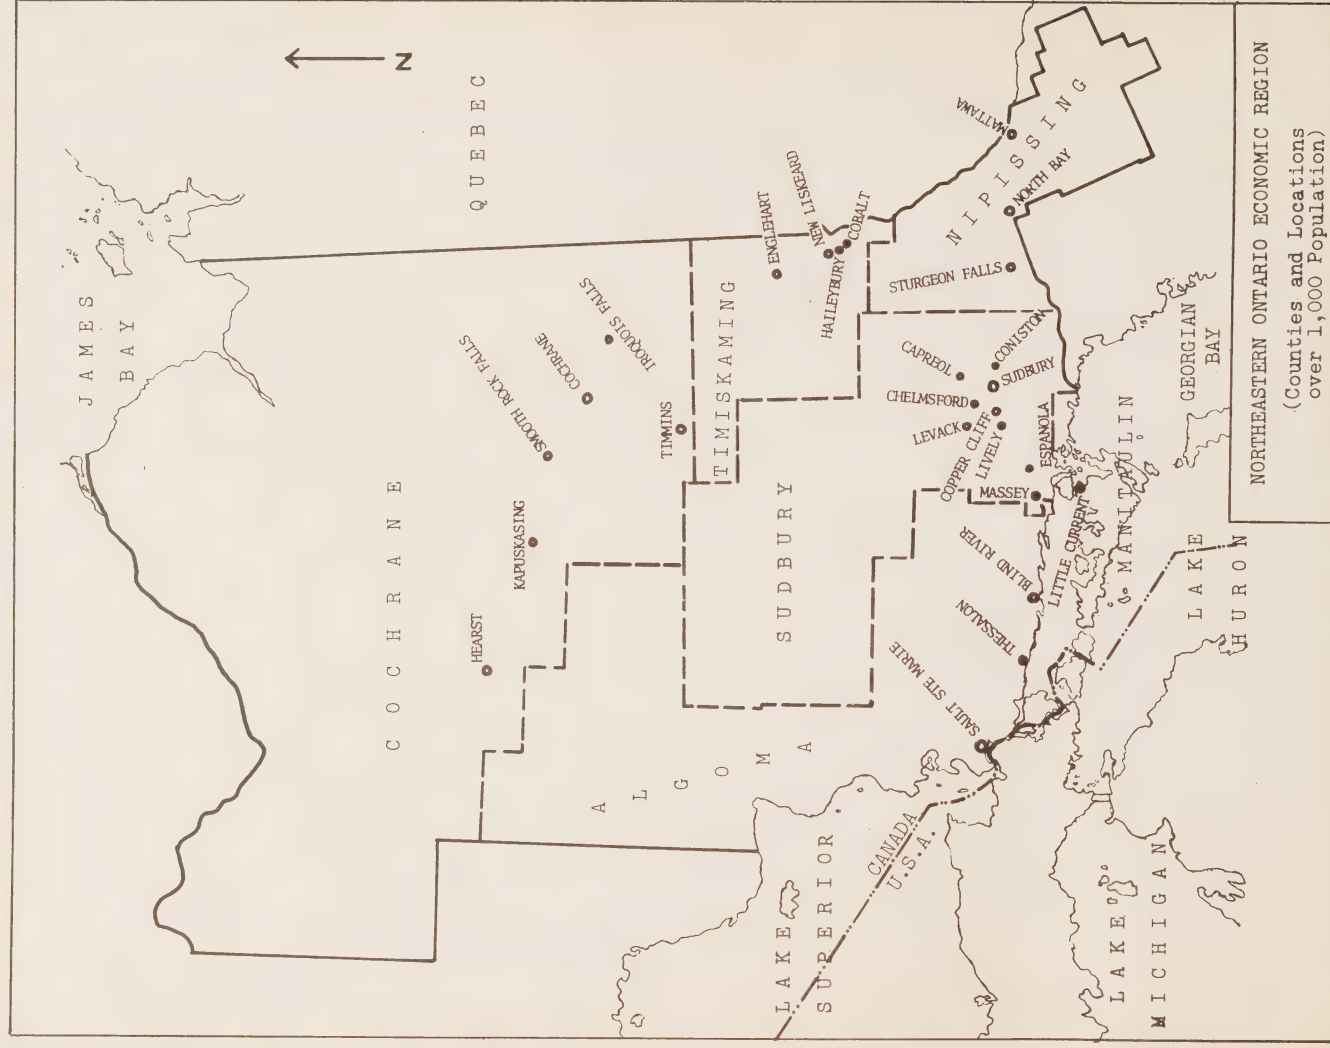 N
JAMES
BAY
QUEBEC
COCHRANE
HEARST
KAPUSKASING
SMOOTH ROCK FALLS
COCHRANE
IROQUOIS FALLS
TIMMINS
TIMISKAMING
ENGLEHART
NEW LISKEARD
HAILEYBURY
COBALT
ALGOMA
SUDBURY
CAPREOL
CONISTON
CHELMSFORD
SUDBURY
LEVACK
COPPER CLIFF
LIVELY
ESPANOLA
MASSEY
NIPISSING
MATTAWA
NORTH BAY
STURGEON FALLS
SAULT STE MARIE
THESSALON
BLIND RIVER
LITTLE CURRENT
MANITAULIN
GEORGIAN
BAY
LAKE
HURON
LAKE
SUPERIOR
CANADA
U.S.A.
LAKE
MICHIGAN
NORTHEASTERN ONTARIO ECONOMIC REGION
(Counties and Locations
over 1,000 Population)